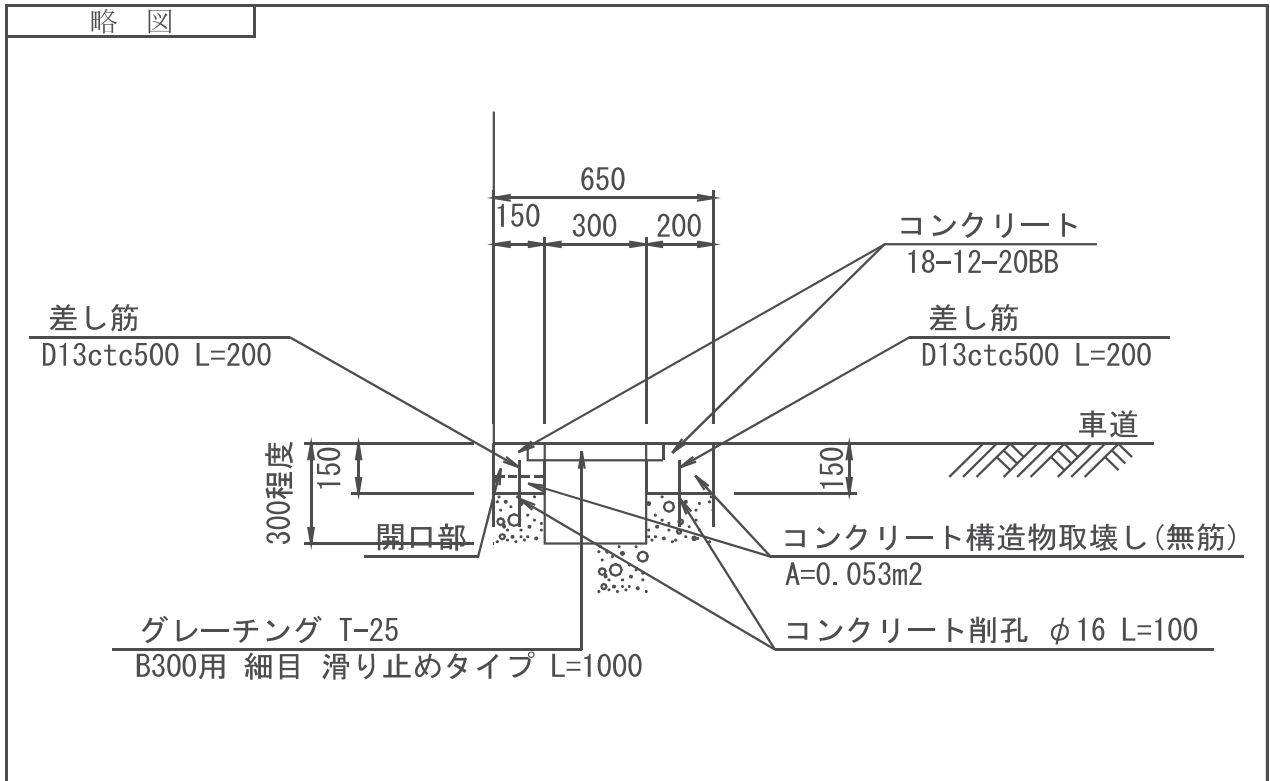 略 図
650
150
300
200
コンクリート
18-12-20BB
差し筋
D13ctc500 L=200
差し筋
D13ctc500 L=200
車道
300程度
150
150
開口部
コンクリート構造物取壊し(無筋)
A=0.053m2
グレーチング T-25
B300用 細目 滑り止めタイプ L=1000
コンクリート削孔 φ16 L=100